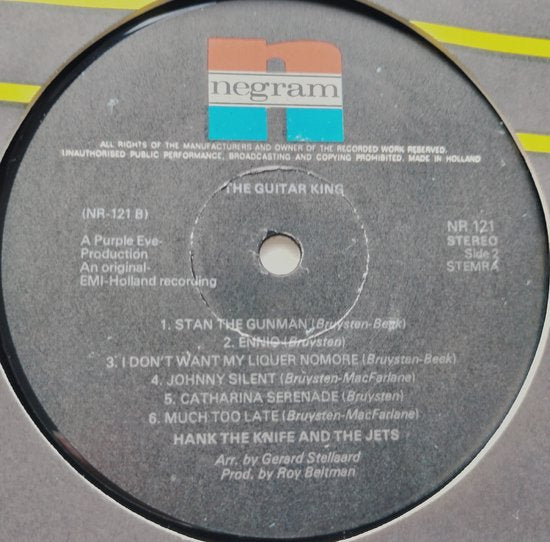 negram
ALL RIGHTS OF THE MANUFACTURERS AND OWNER OF THE RECORDED WORK RESERVED.
UNAUTHORISED PUBLIC PERFORMANCE, BROADCASTING AND COPYING PROHIBITED. MADE IN HOLLAND
THE GUITAR KING
(NR-121 B)
A Purple Eye-
Production
An original-
EMI-Holland recording
NR 121
STEREO
Side 2
STEMRA
1. STAN THE GUNMAN (Bruysten-Beek)
2. ENNIO (Bruysten)
3. I DON'T WANT MY LIQUER NOMORE (Bruysten-Beek)
4. JOHNNY SILENT (Bruysten-MacFarlane)
5. CATHARINA SERENADE (Bruysten)
6. MUCH TOO LATE (Bruysten-MacFarlane)
HANK THE KNIFE AND THE JETS
Arr. by Gerard Stellaard
Prod. by Roy Beltman